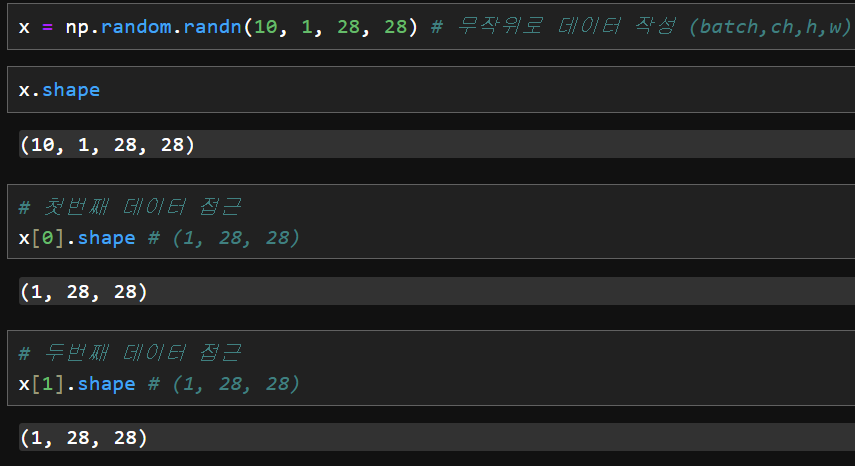 x = np.random.randn(10, 1, 28, 28) # 무작위로 데이터 작성 (batch,ch,h,w)
x.shape
(10, 1, 28, 28)
# 첫번째 데이터 접근
x[0].shape # (1, 28, 28)
(1, 28, 28)
# 두번째 데이터 접근
x[1].shape # (1, 28, 28)
(1, 28, 28)